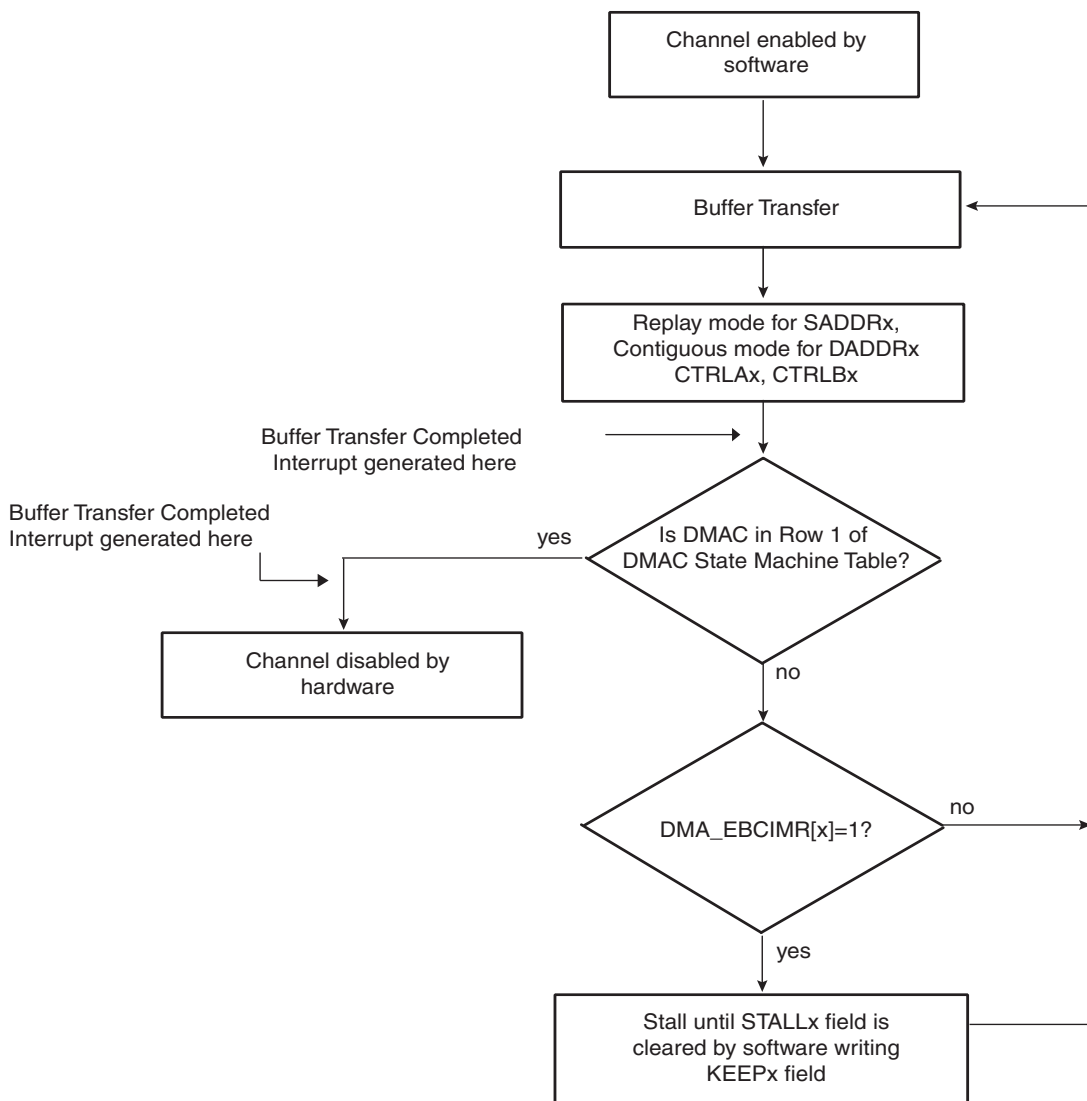 Channel enabled by
software
Buffer Transfer
Replay mode for SADDRx,
Contiguous mode for DADDRx
CTRLAx, CTRLBx
Buffer Transfer Completed
Interrupt generated here
Buffer Transfer Completed
Interrupt generated here
yes
Is DMAC in Row 1 of
DMAC State Machine Table?
Channel disabled by
hardware
no
DMA_EBCIMR[x]=1?
no
yes
Stall until STALLx field is
cleared by software writing
KEEPx field